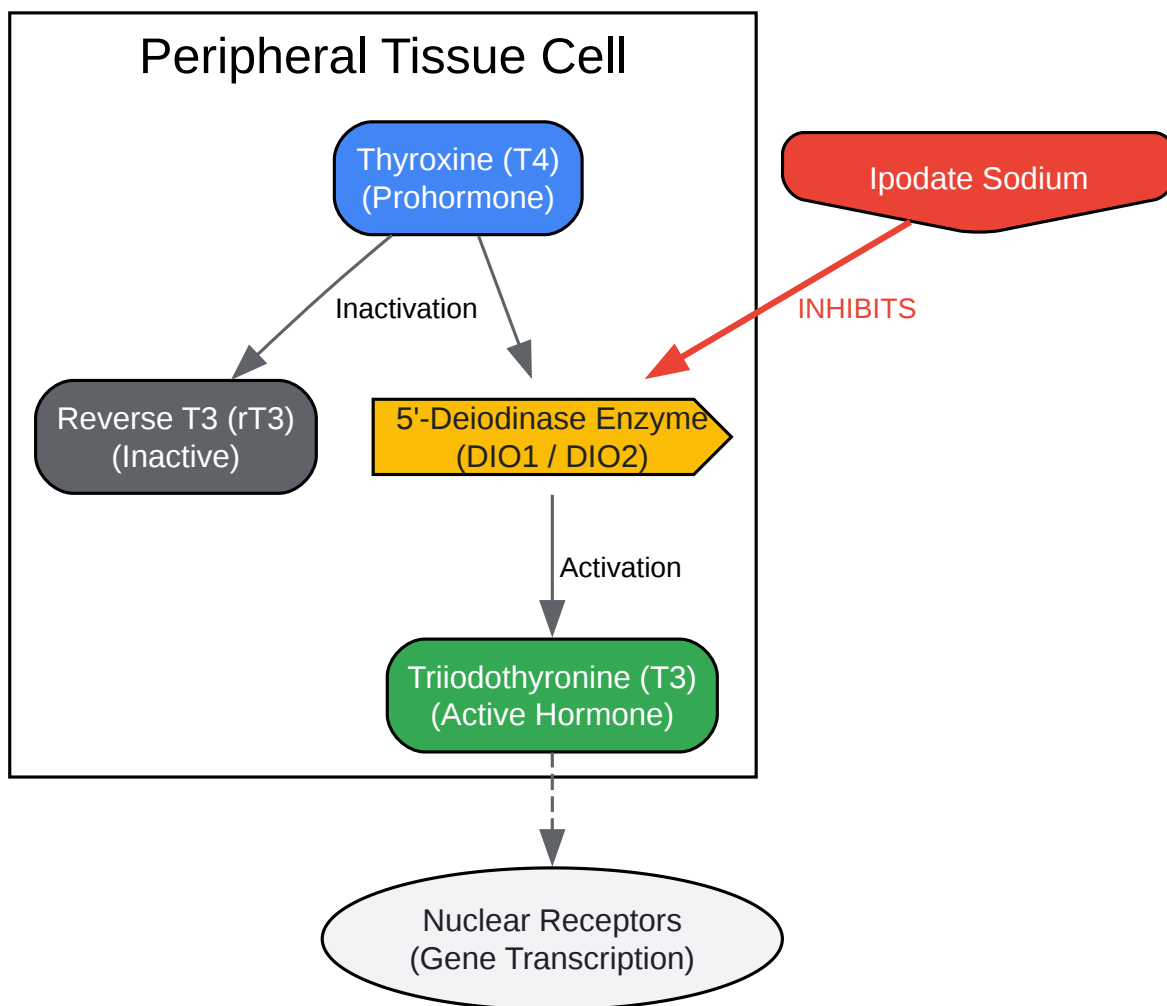 Peripheral Tissue Cell
Thyroxine (T4)
(Prohormone)
Ipodate Sodium
Inactivation
INHIBITS
Reverse T3 (rT3)
(Inactive)
5'-Deiodinase Enzyme
(DIO1 / DIO2)
Activation
Triiodothyronine (T3)
(Active Hormone)
Nuclear Receptors
(Gene Transcription)